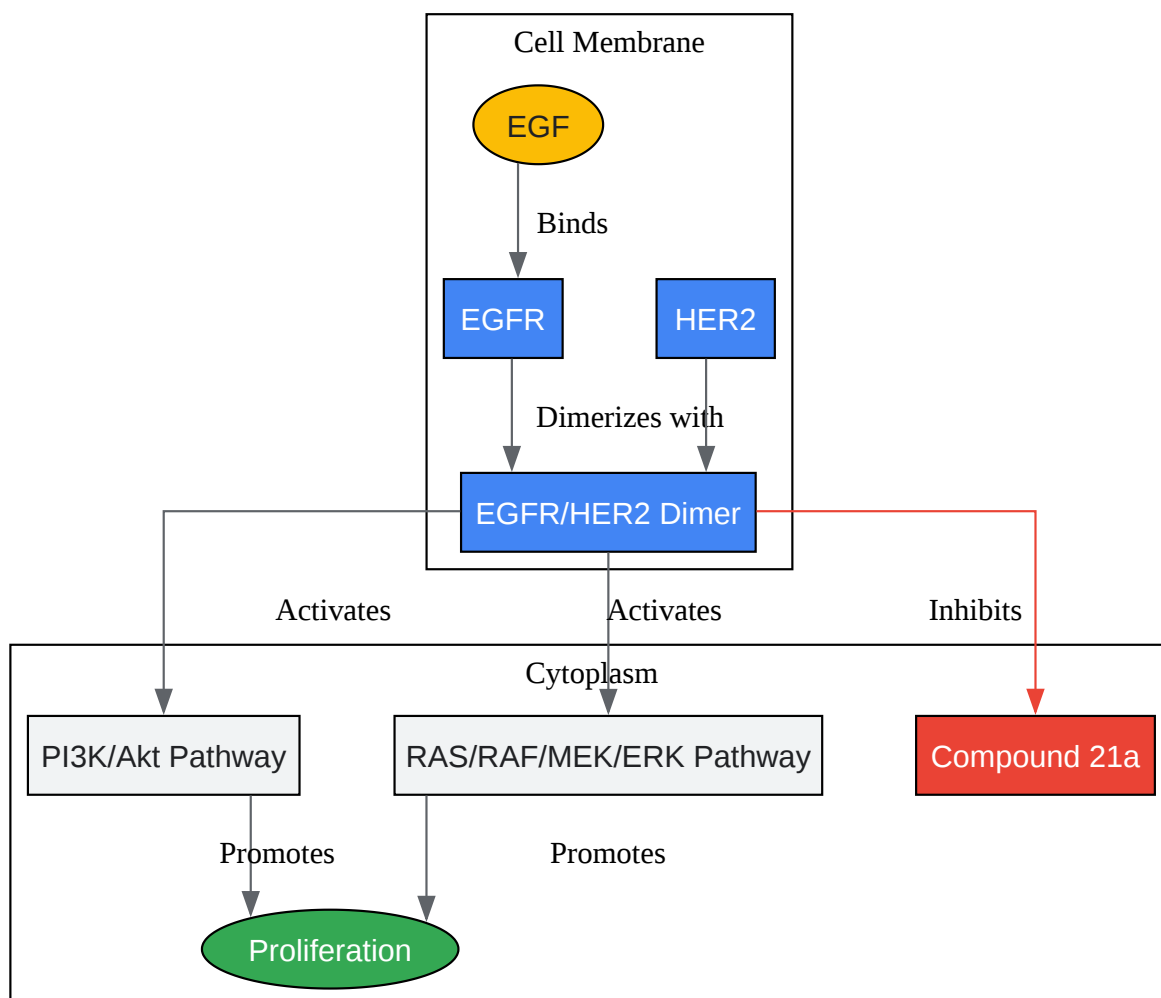 Cell Membrane
EGF
Binds
EGFR
HER2
Dimerizes with
EGFR/HER2 Dimer
Activates
Activates
Inhibits
Cytoplasm
PI3K/Akt Pathway
RAS/RAF/MEK/ERK Pathway
Compound 21a
Promotes
Promotes
Proliferation